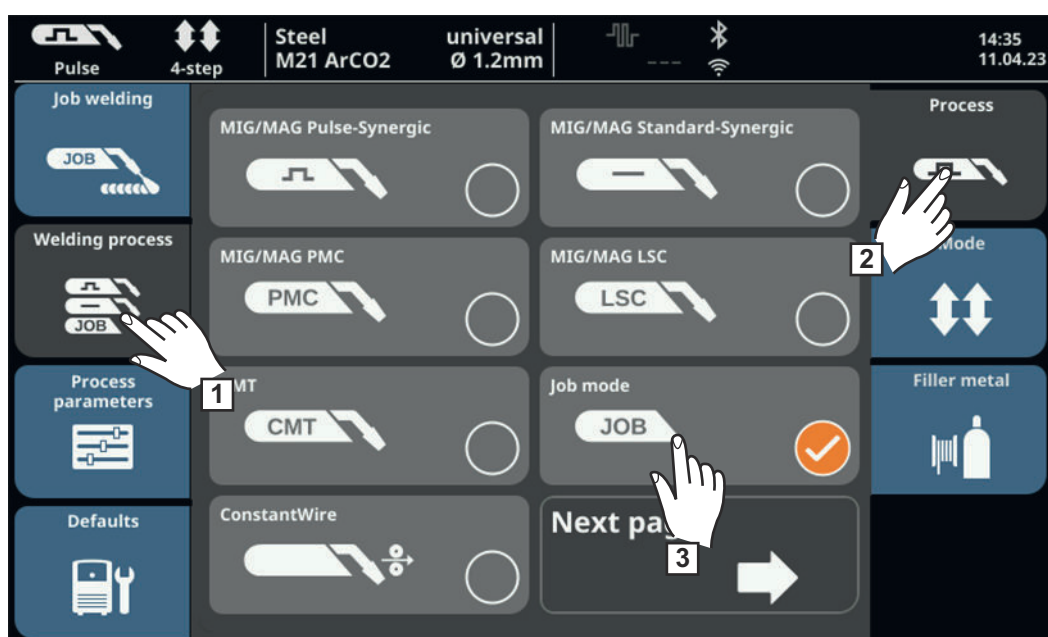 Pulse
4-step
Steel universal
M21 ArCO2 Ø 1.2mm
---
14:35
11.04.23
Job welding
JOB
Welding process
JOB
1
Process
parameters
Defaults
MIG/MAG Pulse-Synergic
MIG/MAG Standard-Synergic
MIG/MAG PMC
PMC
MIG/MAG LSC
LSC
MT
CMT
Job mode
JOB
ConstantWire
Next pa
3
Process
2
Mode
Filler metal